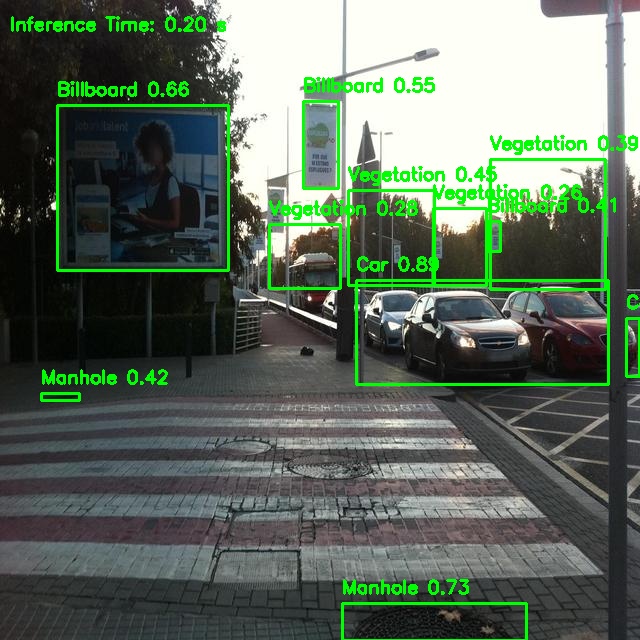 Inference Time: 0.20 s
Billboard 0.66
Billboard 0.55
jobandtalent
Vegetation 0.39
Vegetation 0.45
Vegetation 0.26
Billboard 0.41
Vegetation 0.28
Car 0.89
Manhole 0.42
Manhole 0.73